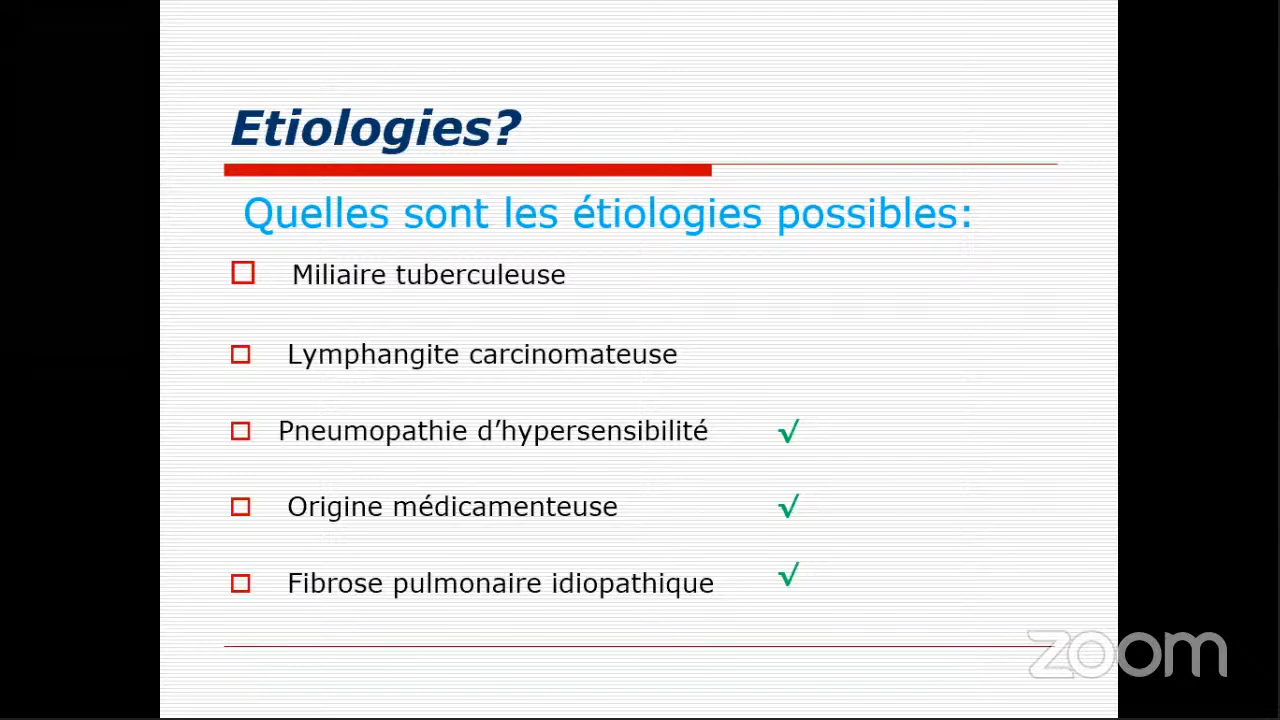 Etiologies?
Quelles sont les étiologies possibles:
Miliaire tuberculeuse
Lymphangite carcinomateuse
Pneumopathie d’hypersensibilité √
Origine médicamenteuse √
Fibrose pulmonaire idiopathique √
zoom